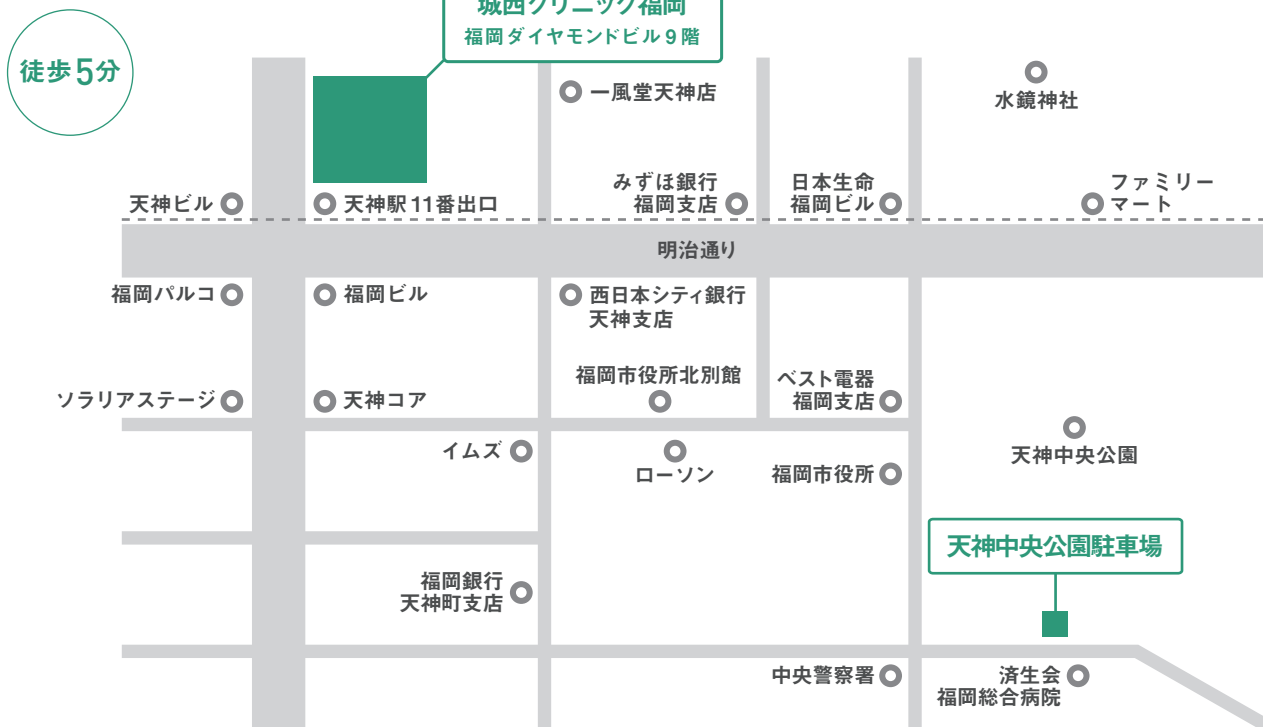 城西クリニック福岡
福岡ダイヤモンドビル9階
徒歩5分
一風堂天神店
水鏡神社
天神ビル
天神駅11番出口
みずほ銀行
福岡支店
日本生命
福岡ビル
ファミリー
マート
明治通り
福岡パルコ
福岡ビル
西日本シティ銀行
天神支店
福岡市役所北別館
ベスト電器
福岡支店
ソラリアステージ
天神コア
イムズ
ローソン
福岡市役所
天神中央公園
天神中央公園駐車場
福岡銀行
天神町支店
中央警察署
済生会
福岡総合病院